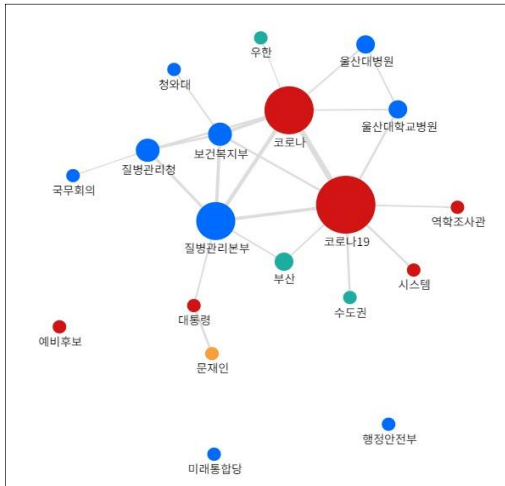 우한
울산대병원
청와대
코로나
울산대학교병원
보건복지부
질병관리청
국무회의
역학조사관
코로나19
질병관리본부
시스템
부산
수도권
대통령
예비후보
문재인
행정안전부
미래통합당